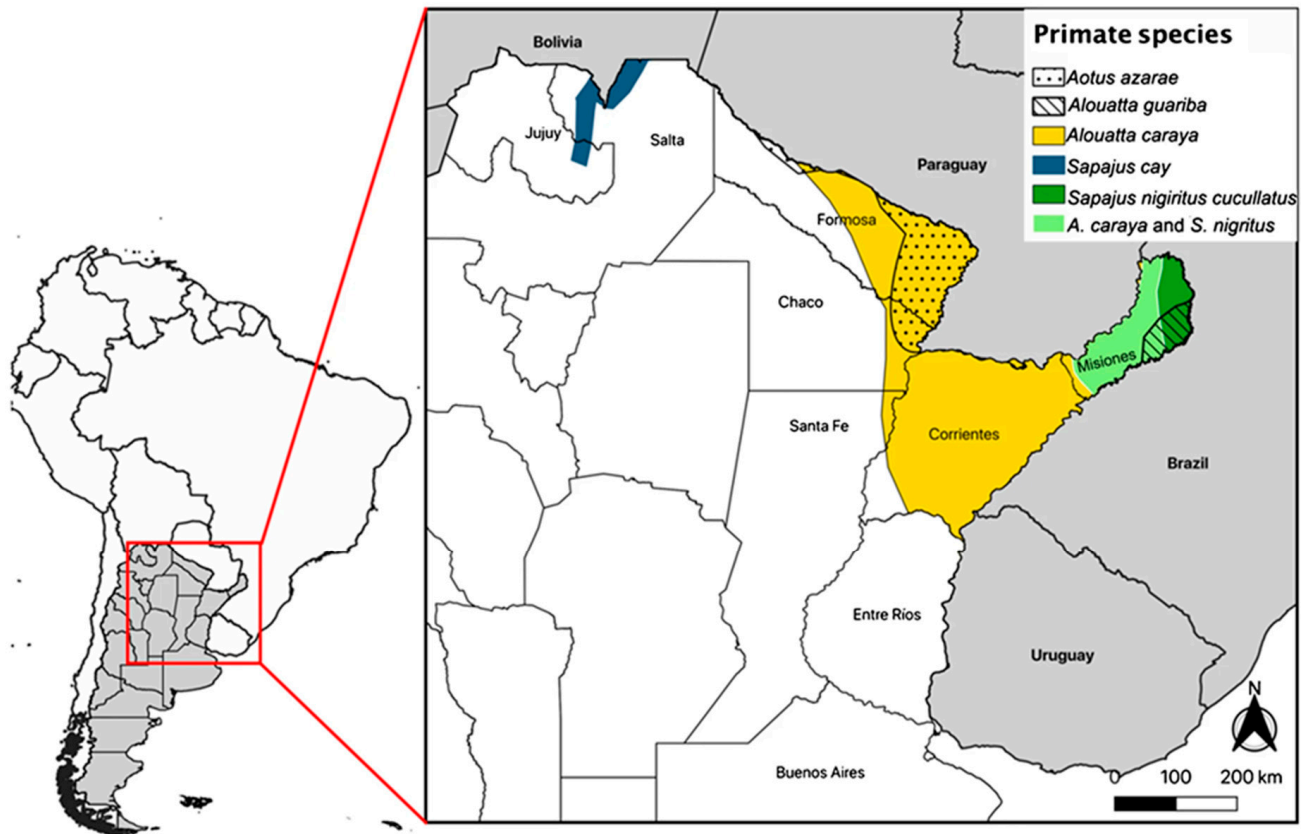 Primate species
Aotus azarae
Alouatta guariba
Alouatta caraya
Sapajus cay
Sapajus nigiritus cucullatus
A. caraya and S. nigritus
Bolivia
Jujuy
Salta
Paraguay
Formosa
Chaco
Misiones
Santa Fe
Corrientes
Brazil
Entre Ríos
Uruguay
N
Buenos Aires
0 100 200 km